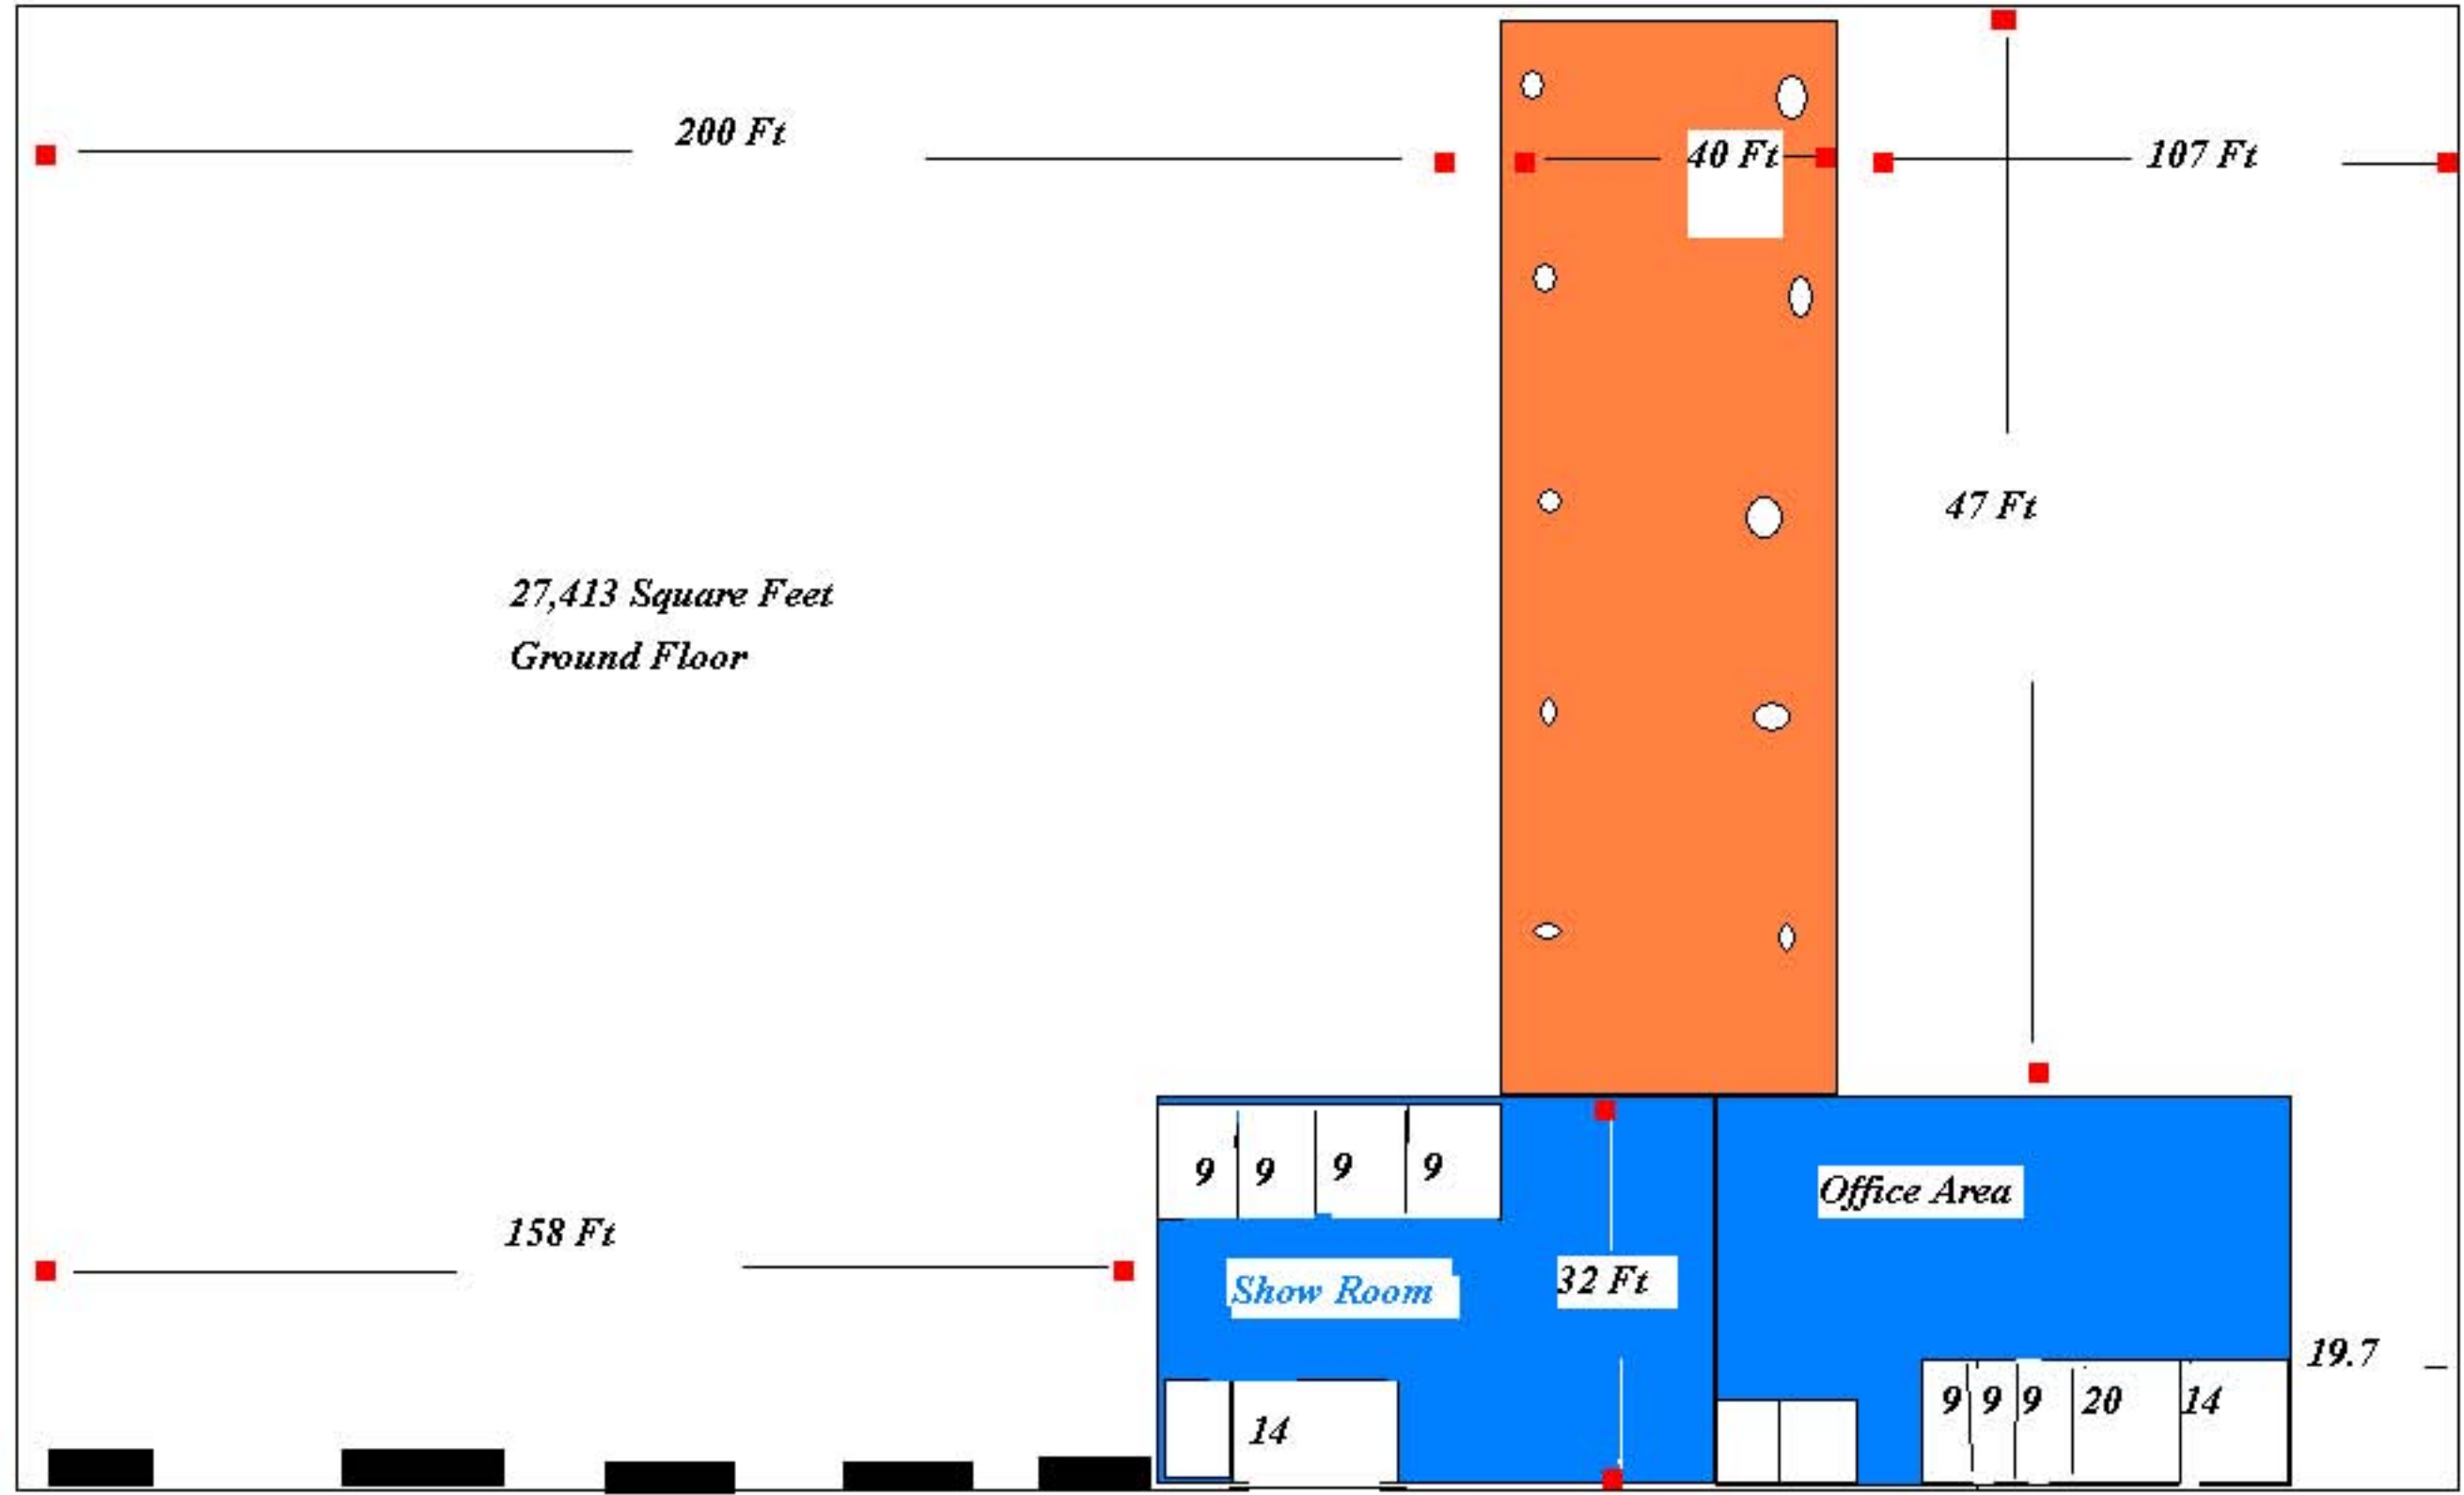 200 Ft
40 Ft
107 Ft
47 Ft
27,413 Square Feet
Ground Floor
9 9 9 9
Office Area
158 Ft
Show Room
32 Ft
19.7
14
9 9 9 20 14